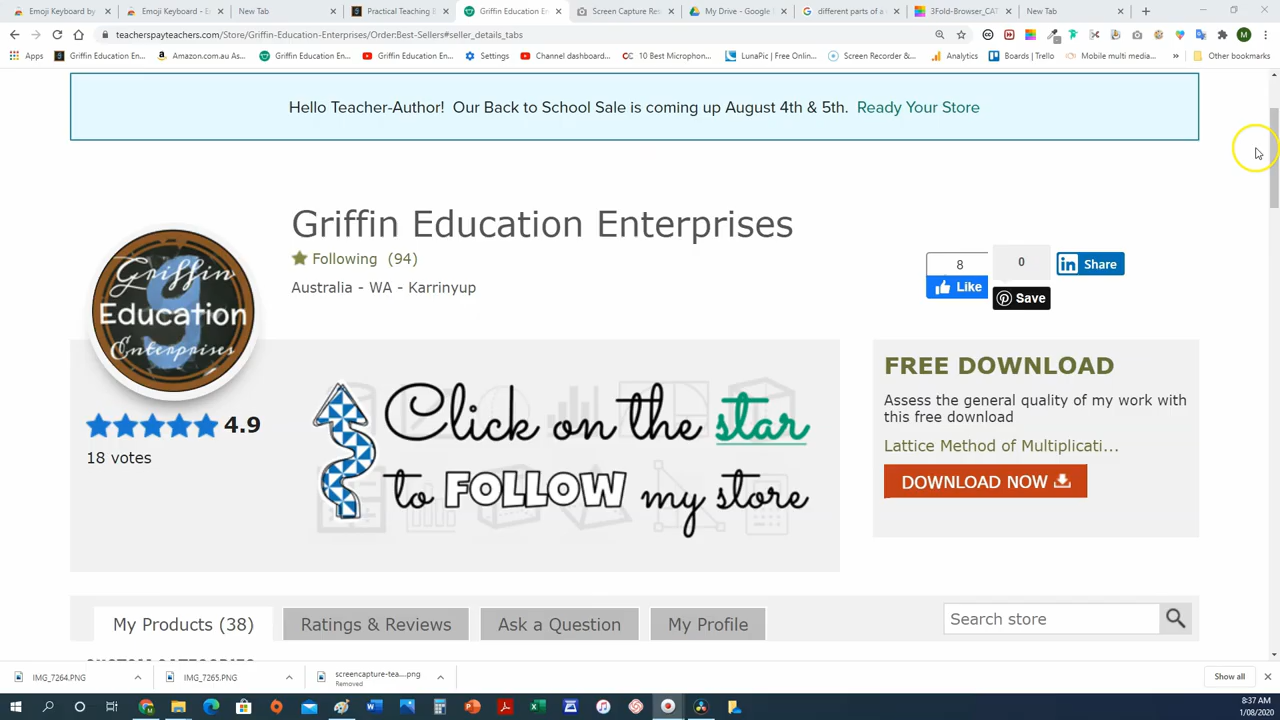 Emoji Keyboard by
Emoji Keyboard - E
New Tab
Practical Teaching I
Griffin Education E
Screen Capture Res
My Drive - Google
different parts of a
3Fold-Browser_CAT
New Tab
teacherspayteachers.com/Store/Griffin-Education-Enterprises/Order:Best-Sellers#seller_details_tabs
M
Apps
Griffin Education En...
Amazon.com.au As...
Griffin Education En...
Griffin Education En...
Settings
Channel dashboard...
CC 10 Best Microphon...
LunaPic | Free Onlin...
Screen Recorder &...
Analytics
Boards | Trello
Mobile multi media...
»
Other bookmarks
Hello Teacher-Author! Our Back to School Sale is coming up August 4th & 5th. Ready Your Store
Griffin Education Enterprises
Following (94)
Australia - WA - Karrinyup
8
Like
0
Save
in Share
Griffin
g
Education
Enterprises
4.9
18 votes
Click on the star
to FOLLOW my store
FREE DOWNLOAD
Assess the general quality of my work with
this free download
Lattice Method of Multiplicati...
DOWNLOAD NOW
My Products (38)
Ratings & Reviews
Ask a Question
My Profile
Search store
IMG_7264.PNG
IMG_7265.PNG
screencapture-tea....png
Removed
Show all
8:37 AM
1/08/2020